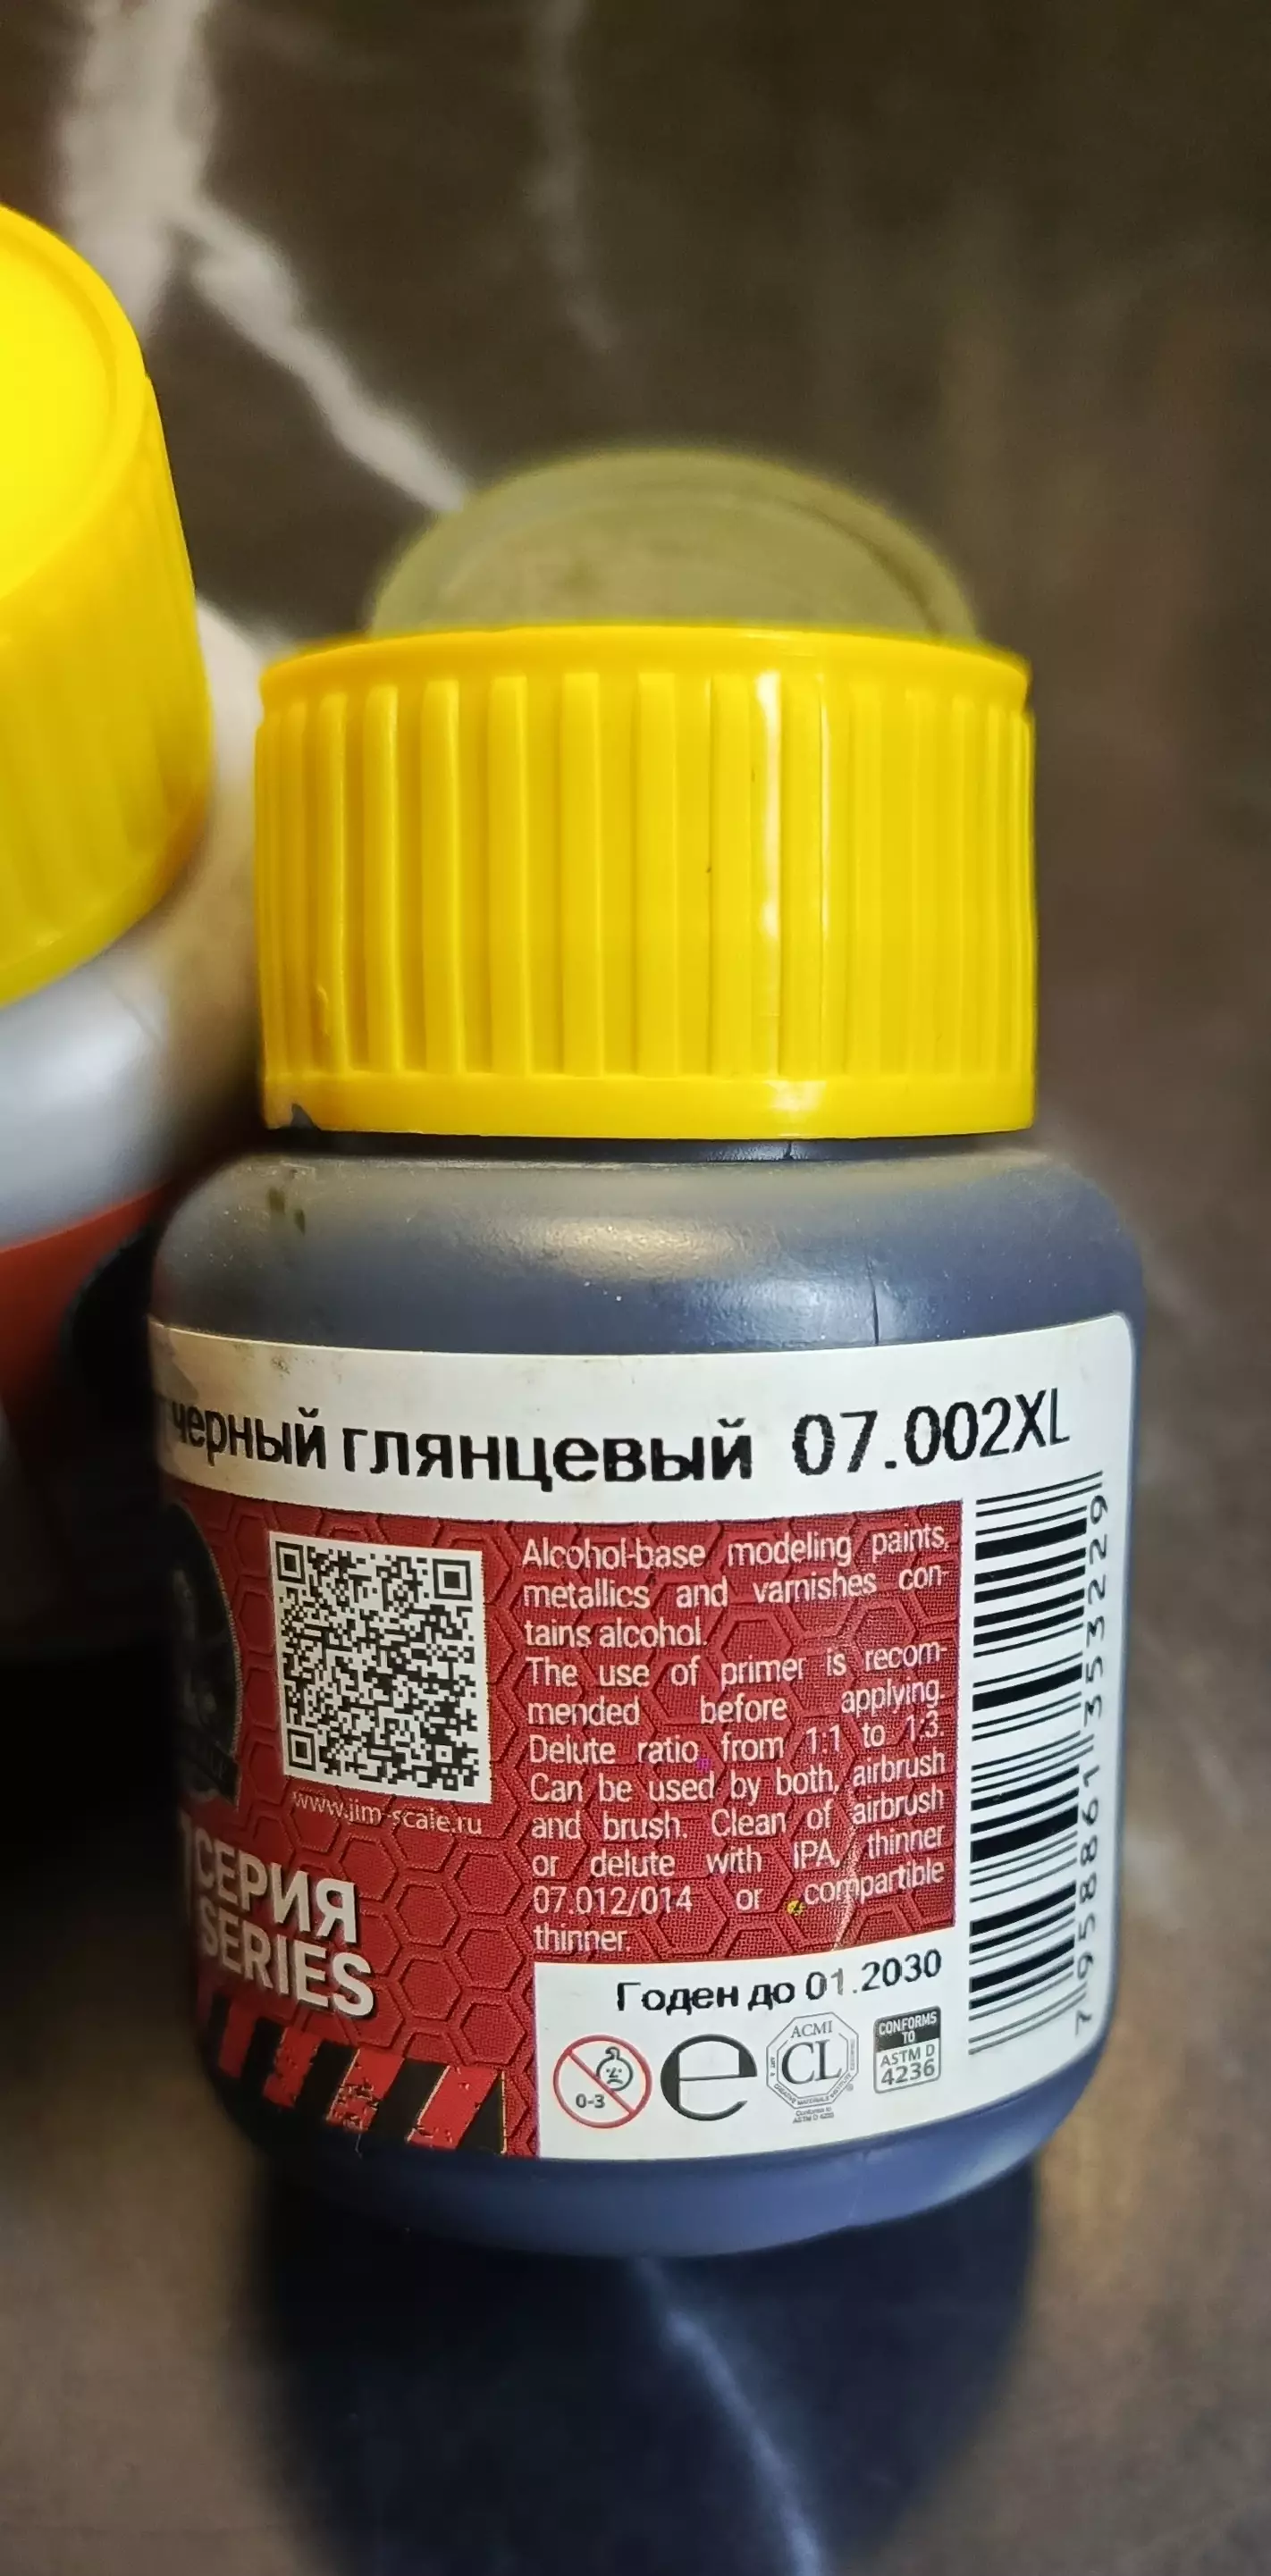 черный глянцевый 07.002XL
Alcohol-base modeling paints,
metallics and varnishes con-
tains alcohol.
The use of primer is recom-
mended before applying.
Delute ratio from 1:1 to 1:3.
Can be used by both, airbrush
and brush. Clean of airbrush
or delute with IPA, thinner
07.012/014 or compartible
thinner.
www.jim-scale.ru
СЕРИЯ
SERIES
Годен до 01.2030
0-3
e
ACMI
CL
CONFORMS
TO
ASTM D
4236
7958861353229